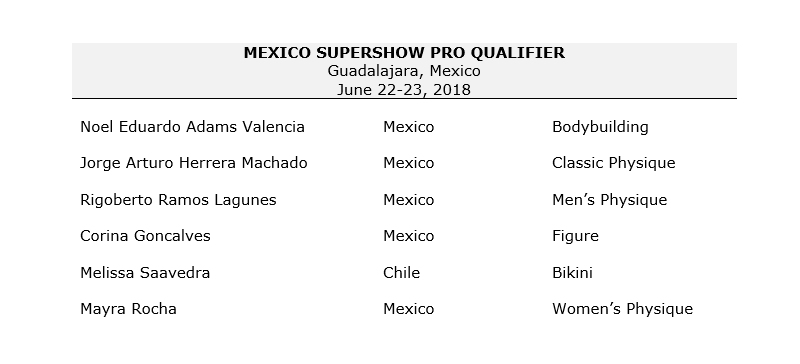 MEXICO SUPERSHOW PRO QUALIFIER
Guadalajara, Mexico
June 22-23, 2018
Noel Eduardo Adams Valencia Mexico Bodybuilding
Jorge Arturo Herrera Machado Mexico Classic Physique
Rigoberto Ramos Lagunes Mexico Men’s Physique
Corina Goncalves Mexico Figure
Melissa Saavedra Chile Bikini
Mayra Rocha Mexico Women’s Physique